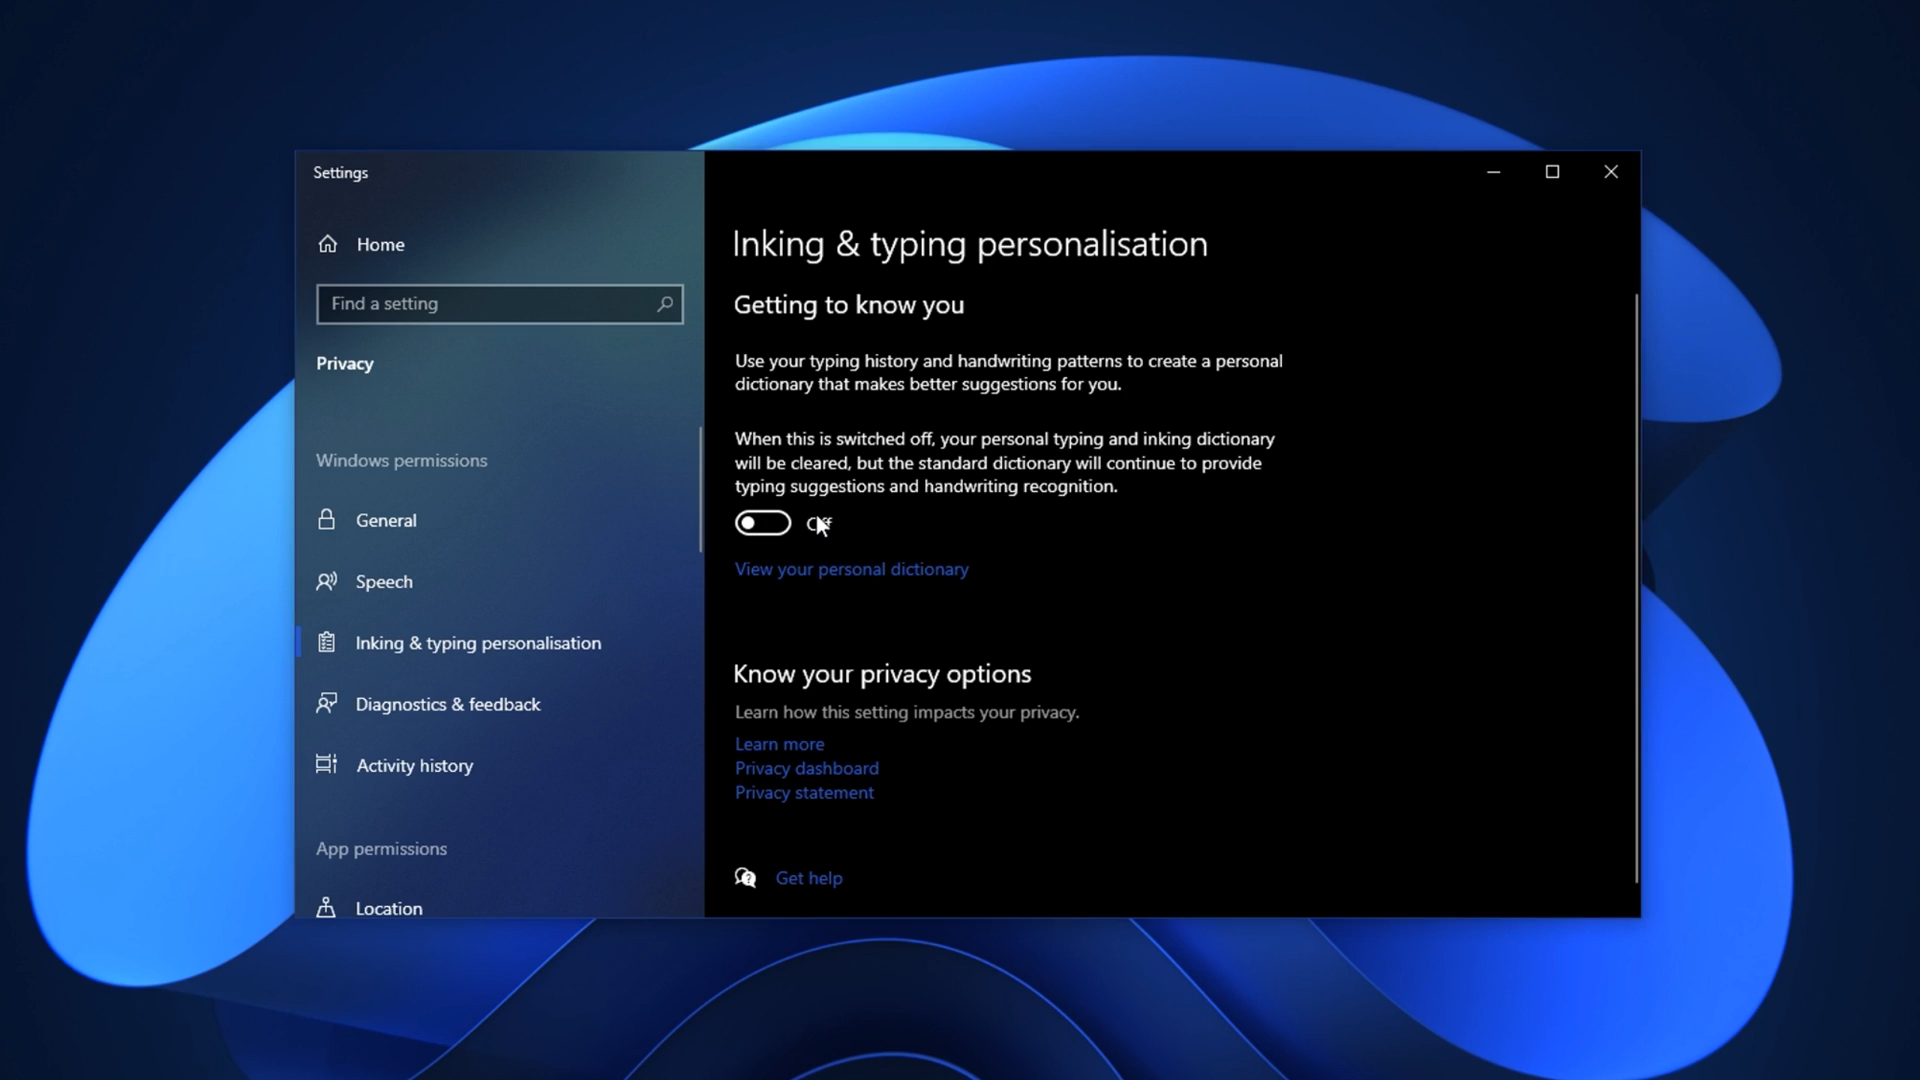 Settings
Home
Find a setting
Privacy
Windows permissions
General
Speech
Inking & typing personalisation
Diagnostics & feedback
Activity history
App permissions
Location
Inking & typing personalisation
Getting to know you
Use your typing history and handwriting patterns to create a personal
dictionary that makes better suggestions for you.
When this is switched off, your personal typing and inking dictionary
will be cleared, but the standard dictionary will continue to provide
typing suggestions and handwriting recognition.
Off
View your personal dictionary
Know your privacy options
Learn how this setting impacts your privacy.
Learn more
Privacy dashboard
Privacy statement
Get help